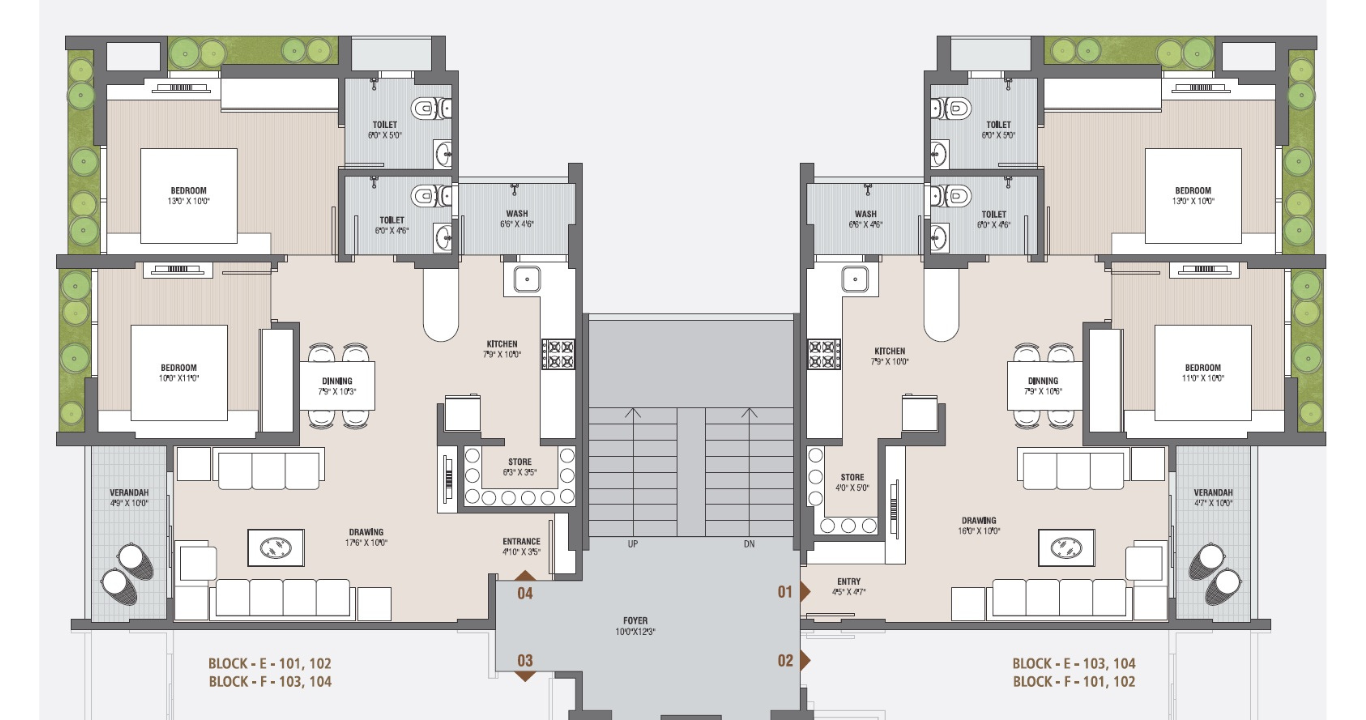 TOILET
6'0" X 5'0"
BEDROOM
13'0" X 10'0"
TOILET
6'0" X 4'6"
WASH
6'6" X 4'6"
KITCHEN
7'9" X 10'0"
BEDROOM
10'0" X11'0"
DINNING
7'9" X 10'3"
STORE
6'3" X 3'5"
VERANDAH
4'9" X 10'0"
DRAWING
17'6" X 10'0"
ENTRANCE
4'10" X 3'5"
UP
DN
04
03
FOYER
10'0"X12'3"
01
02
TOILET
6'0" X 5'0"
BEDROOM
13'0" X 10'0"
WASH
6'6" X 4'6"
TOILET
6'0" X 4'6"
KITCHEN
7'9" X 10'0"
DINNING
7'9" X 10'6"
BEDROOM
11'0" X 10'0"
STORE
4'0" X 5'0"
DRAWING
16'0" X 10'0"
VERANDAH
4'7" X 10'0"
ENTRY
4'5" X 4'7"
BLOCK - E - 101, 102
BLOCK - F - 103, 104
BLOCK - E - 103, 104
BLOCK - F - 101, 102